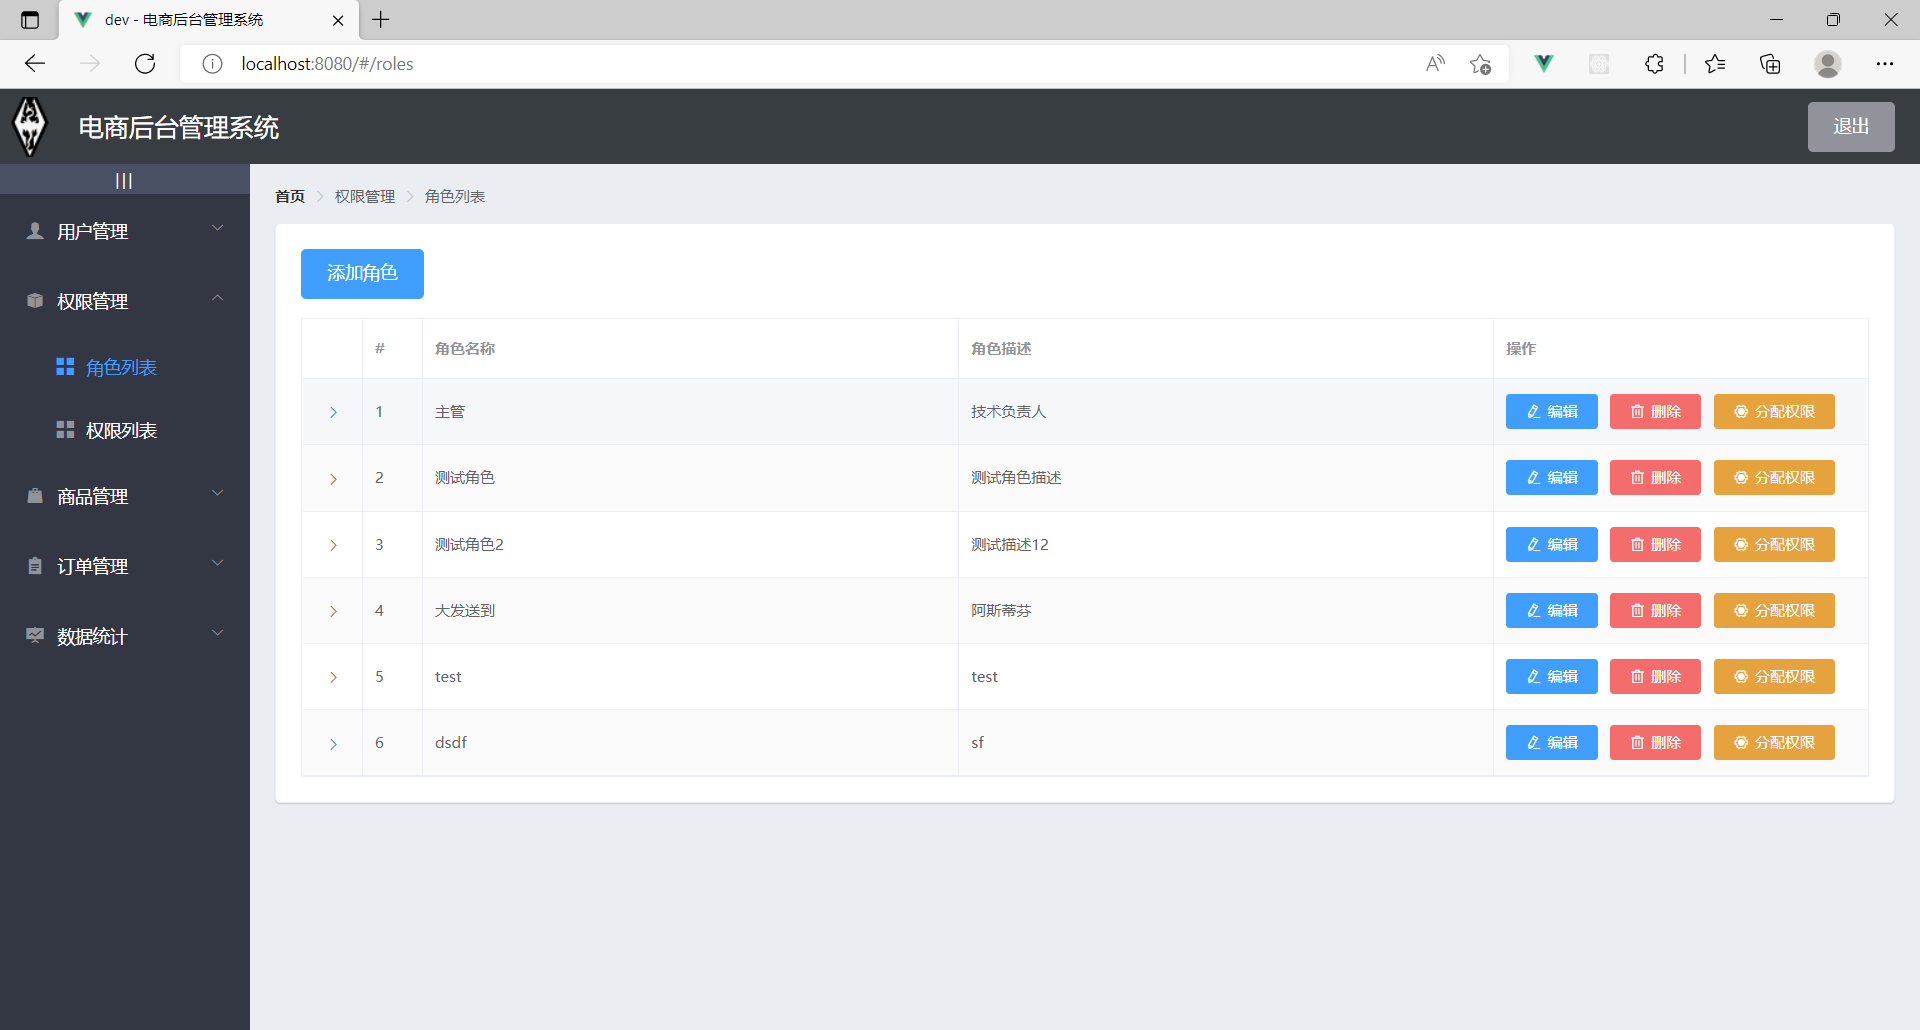 dev - 电商后台管理系统
localhost:8080/#/roles
电商后台管理系统
退出
|||
用户管理
权限管理
角色列表
权限列表
商品管理
订单管理
数据统计
首页 权限管理 角色列表
添加角色
# 角色名称 角色描述 操作
1 主管 技术负责人 编辑 删除 分配权限
2 测试角色 测试角色描述 编辑 删除 分配权限
3 测试角色2 测试描述12 编辑 删除 分配权限
4 大发送到 阿斯蒂芬 编辑 删除 分配权限
5 test test 编辑 删除 分配权限
6 dsdf sf 编辑 删除 分配权限